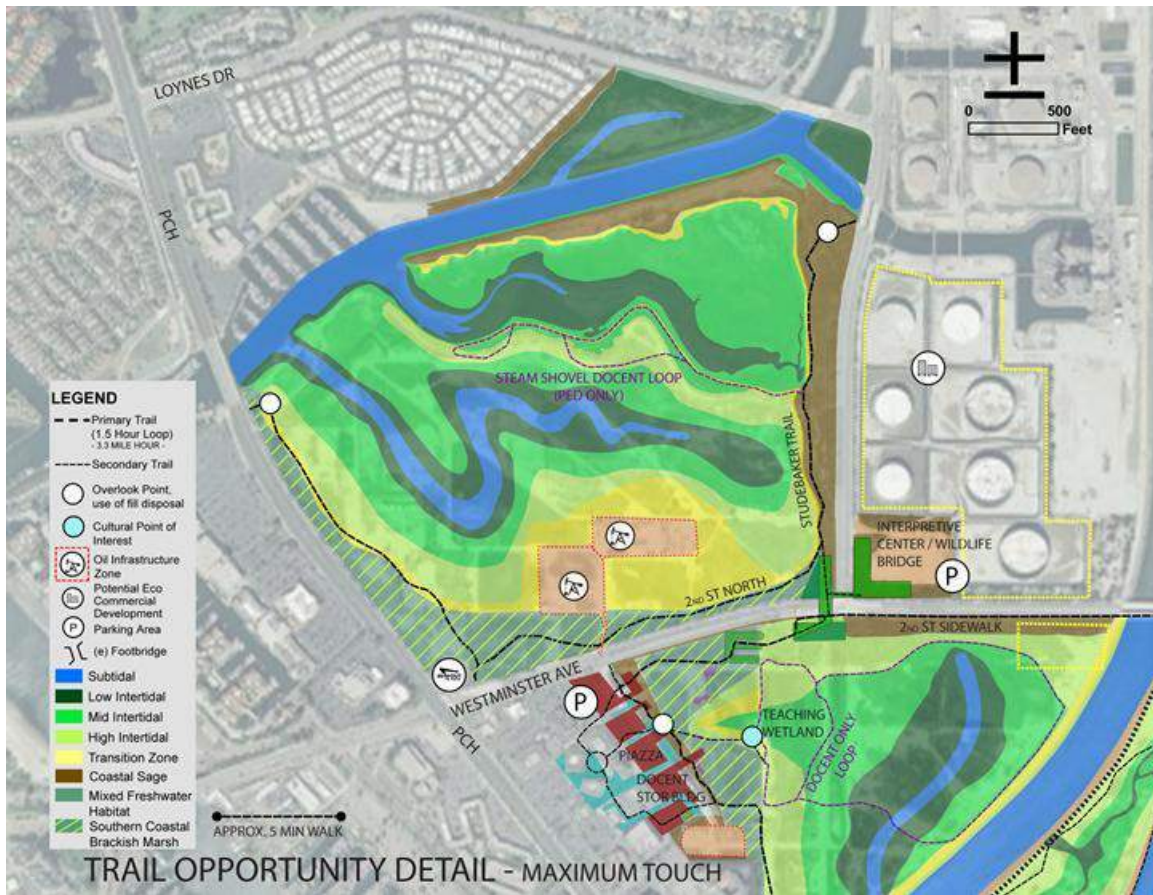 LOYNES DR
0 500
Feet
PCH
STEAM SHOVEL DOCENT LOOP
(PED ONLY)
STUDEBAKER TRAIL
INTERPRETIVE
CENTER / WILDLIFE
BRIDGE
P
2ND ST NORTH
2ND ST SIDEWALK
WESTMINSTER AVE
P
PCH
TEACHING
WETLAND
DOCENT ONLY
LOOP
PIAZZA
DOCENT
STOR BLDG
LEGEND
Primary Trail
(1.5 Hour Loop)
- 3.3 MILE HOUR -
Secondary Trail
Overlook Point,
use of fill disposal
Cultural Point of
Interest
Oil Infrastructure
Zone
Potential Eco
Commercial
Development
P Parking Area
(e) Footbridge
Subtidal
Low Intertidal
Mid Intertidal
High Intertidal
Transition Zone
Coastal Sage
Mixed Freshwater
Habitat
Southern Coastal
Brackish Marsh
APPROX. 5 MIN WALK
TRAIL OPPORTUNITY DETAIL - MAXIMUM TOUCH